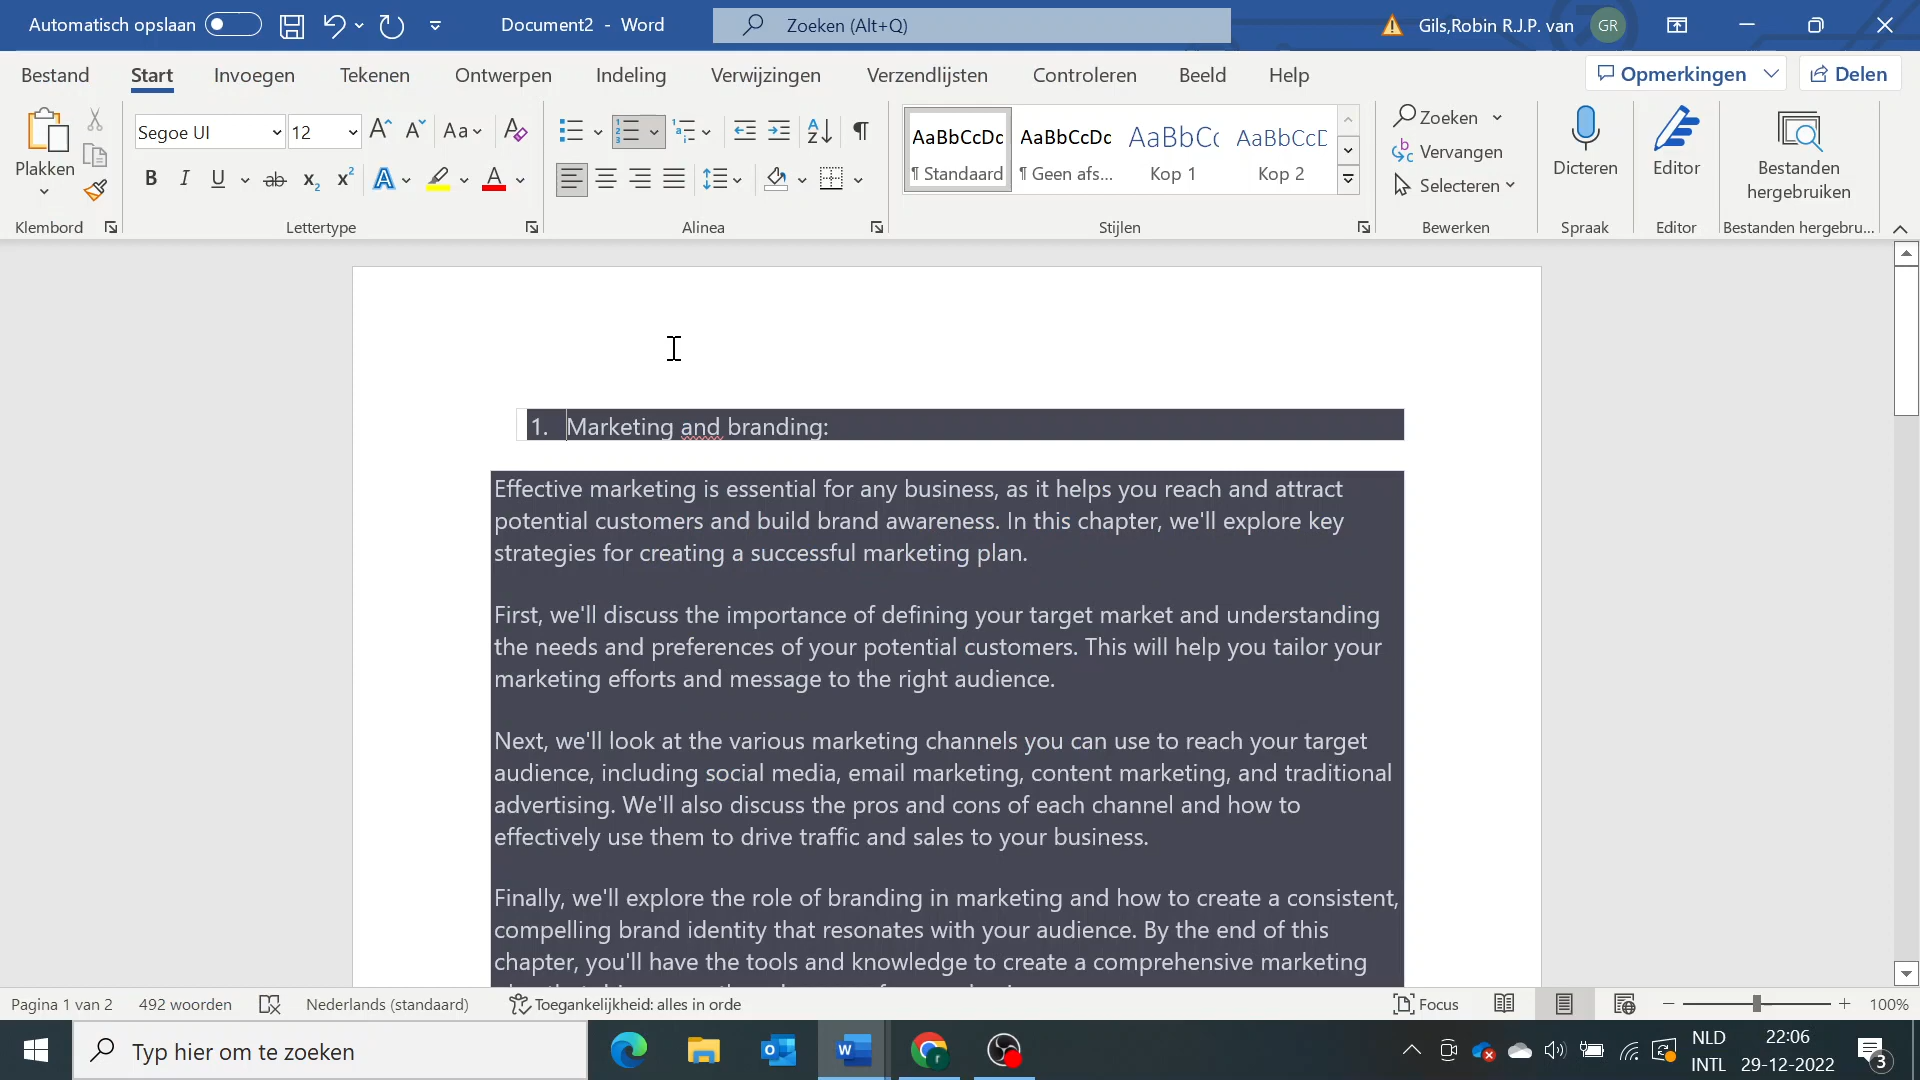 Automatisch opslaan
Document2 - Word
Zoeken (Alt+Q)
Gils,Robin R.J.P. van
GR
Bestand Start Invoegen Tekenen Ontwerpen Indeling Verwijzingen Verzendlijsten Controleren Beeld Help
Opmerkingen
Delen
Plakken
Klembord
Segoe UI
12
Lettertype
Alinea
AaBbCcDc
¶ Standaard
AaBbCcDc
¶ Geen afs...
AaBbCc
Kop 1
AaBbCcD
Kop 2
Stijlen
Zoeken
Vervangen
Selecteren
Bewerken
Dicteren
Spraak
Editor
Editor
Bestanden
hergebruiken
Bestanden hergebru...
1. Marketing and branding:
Effective marketing is essential for any business, as it helps you reach and attract
potential customers and build brand awareness. In this chapter, we'll explore key
strategies for creating a successful marketing plan.
First, we'll discuss the importance of defining your target market and understanding
the needs and preferences of your potential customers. This will help you tailor your
marketing efforts and message to the right audience.
Next, we'll look at the various marketing channels you can use to reach your target
audience, including social media, email marketing, content marketing, and traditional
advertising. We'll also discuss the pros and cons of each channel and how to
effectively use them to drive traffic and sales to your business.
Finally, we'll explore the role of branding in marketing and how to create a consistent,
compelling brand identity that resonates with your audience. By the end of this
chapter, you'll have the tools and knowledge to create a comprehensive marketing
Pagina 1 van 2
492 woorden
Nederlands (standaard)
Toegankelijkheid: alles in orde
Focus
100%
Typ hier om te zoeken
NLD
INTL
22:06
29-12-2022
3